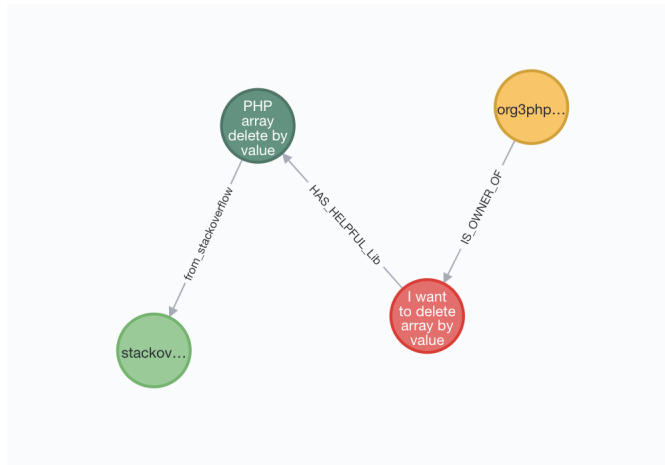 PHP
array
delete by
value
org3php…
from_stackoverflow
HAS_HELPFUL_Lib
IS_OWNER_OF
I want
to delete
array by
value
stackov…